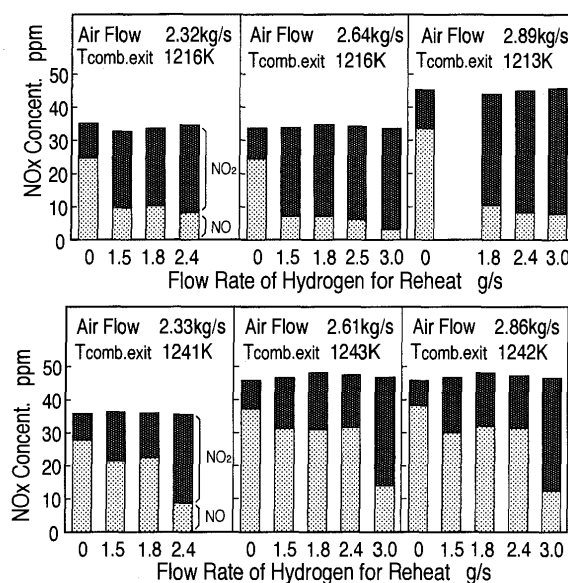 Air Flow 2.32kg/s
Tcomb.exit 1216K
Air Flow 2.64kg/s
Tcomb.exit 1216K
Air Flow 2.89kg/s
Tcomb.exit 1213K
NOx Concent. ppm
50
40
30
20
10
0
NO2
NO
0 1.5 1.8 2.4
0 1.5 1.8 2.5 3.0
0 1.8 2.4 3.0
Flow Rate of Hydrogen for Reheat g/s
Air Flow 2.33kg/s
Tcomb.exit 1241K
Air Flow 2.61kg/s
Tcomb.exit 1243K
Air Flow 2.86kg/s
Tcomb.exit 1242K
NOx Concent. ppm
50
40
30
20
10
0
NO2
NO
0 1.5 1.8 2.4
0 1.5 1.8 2.4 3.0
0 1.5 1.8 2.4 3.0
Flow Rate of Hydrogen for Reheat g/s